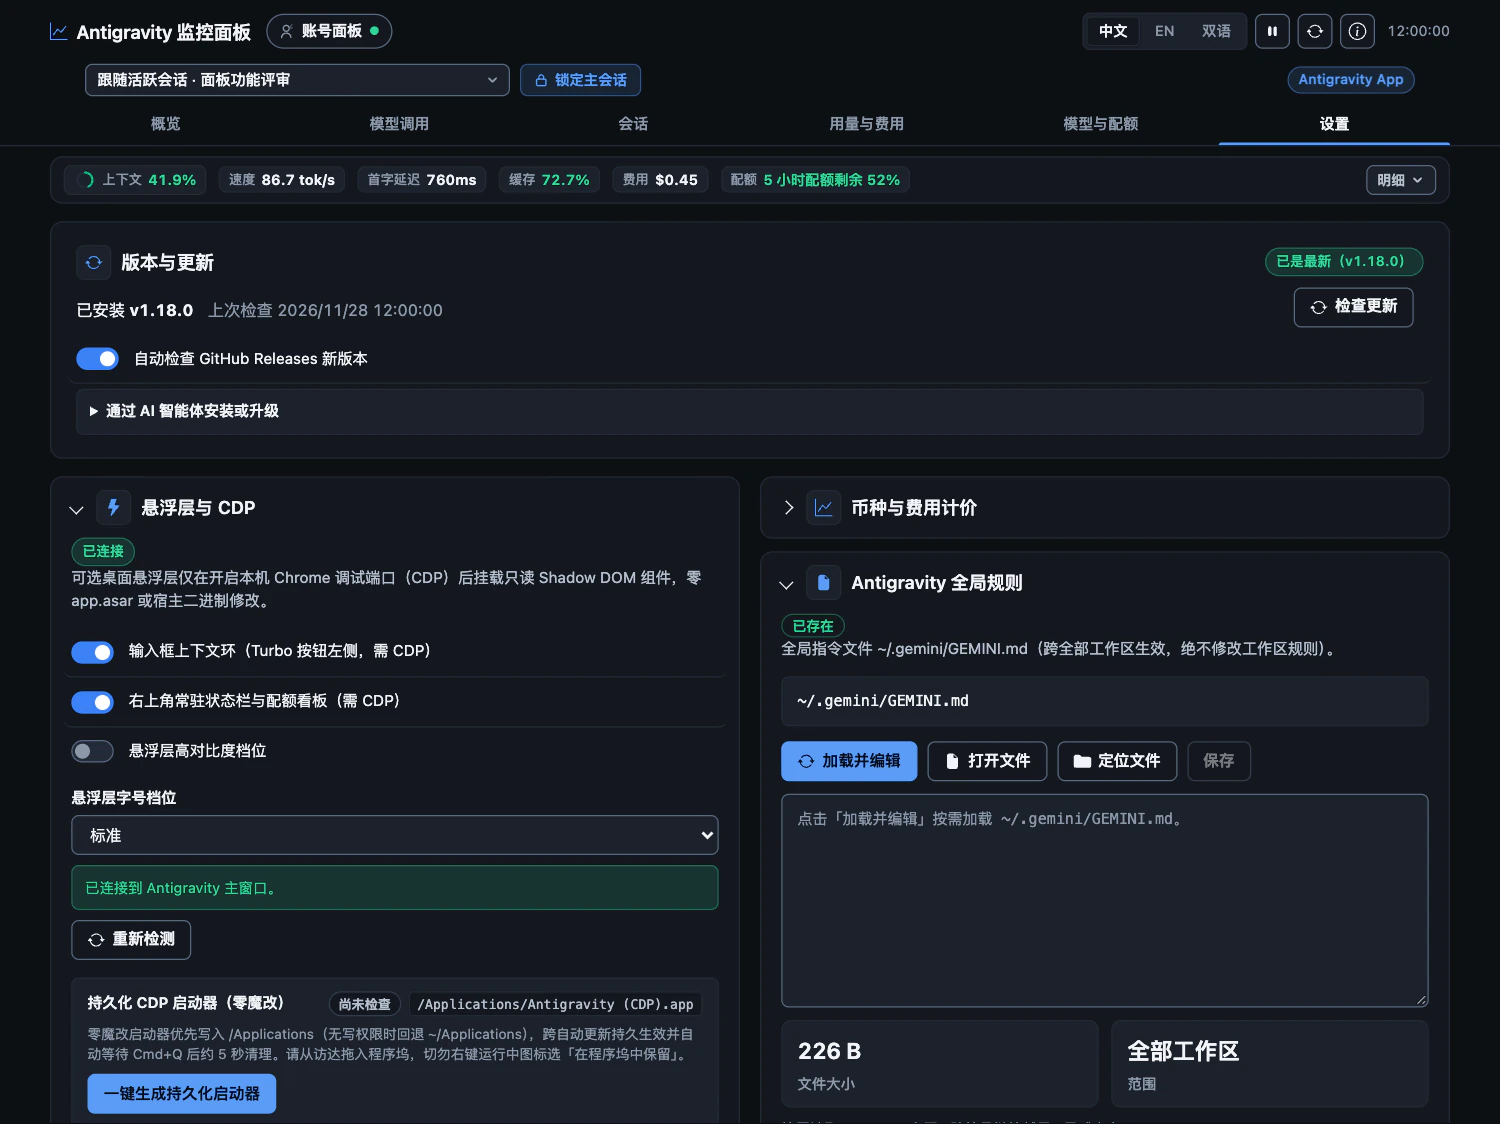 Antigravity 监控面板
账号面板
中文
EN
双语
12:00:00
跟随活跃会话 · 面板功能评审
锁定主会话
Antigravity App
概览
模型调用
会话
用量与费用
模型与配额
设置
上下文 41.9%
速度 86.7 tok/s
首字延迟 760ms
缓存 72.7%
费用 $0.45
配额 5 小时配额剩余 52%
明细
版本与更新
已是最新（v1.18.0）
已安装 v1.18.0 上次检查 2026/11/28 12:00:00
检查更新
自动检查 GitHub Releases 新版本
通过 AI 智能体安装或升级
悬浮层与 CDP
已连接
可选桌面悬浮层仅在开启本机 Chrome 调试端口（CDP）后挂载只读 Shadow DOM 组件，零
app.asar 或宿主二进制修改。
输入框上下文环（Turbo 按钮左侧，需 CDP）
右上角常驻状态栏与配额看板（需 CDP）
悬浮层高对比度档位
悬浮层字号档位
标准
已连接到 Antigravity 主窗口。
重新检测
持久化 CDP 启动器（零魔改）
尚未检查
/Applications/Antigravity (CDP).app
零魔改启动器优先写入 /Applications（无写权限时回退 ~/Applications），跨自动更新持久生效并自
动等待 Cmd+Q 后约 5 秒清理。请从访达拖入程序坞，切勿右键运行中图标选「在程序坞中保留」。
一键生成持久化启动器
币种与费用计价
Antigravity 全局规则
已存在
全局指令文件 ~/.gemini/GEMINI.md（跨全部工作区生效，绝不修改工作区规则）。
~/.gemini/GEMINI.md
加载并编辑
打开文件
定位文件
保存
点击「加载并编辑」按需加载 ~/.gemini/GEMINI.md。
226 B
文件大小
全部工作区
范围